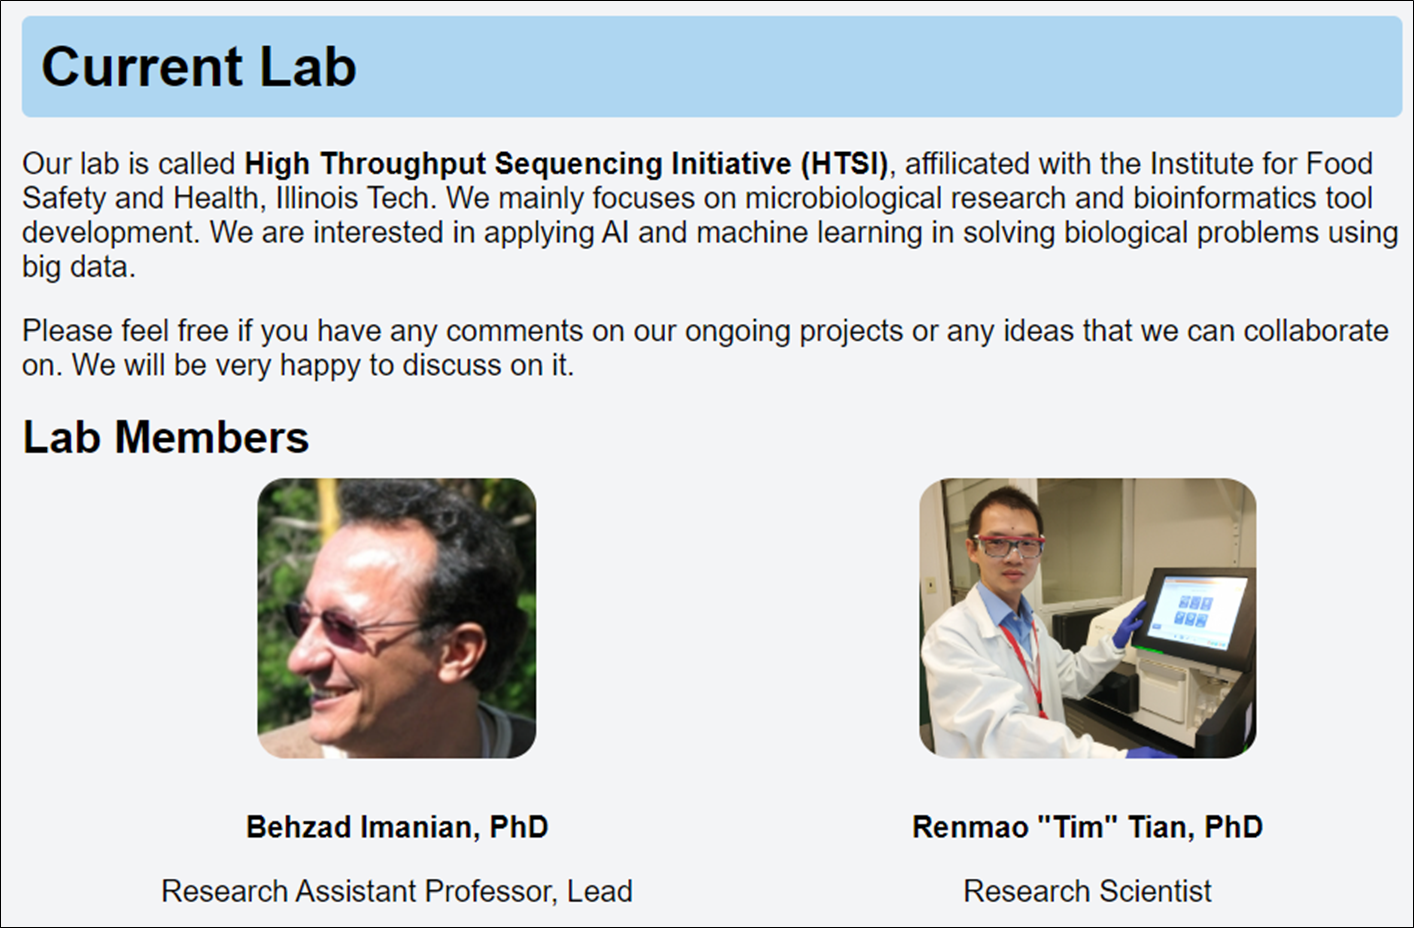 Current Lab
Our lab is called High Throughput Sequencing Initiative (HTSI), affilicated with the Institute for Food
Safety and Health, Illinois Tech. We mainly focuses on microbiological research and bioinformatics tool
development. We are interested in applying AI and machine learning in solving biological problems using
big data.
Please feel free if you have any comments on our ongoing projects or any ideas that we can collaborate
on. We will be very happy to discuss on it.
Lab Members
Behzad Imanian, PhD
Research Assistant Professor, Lead
Renmao "Tim" Tian, PhD
Research Scientist